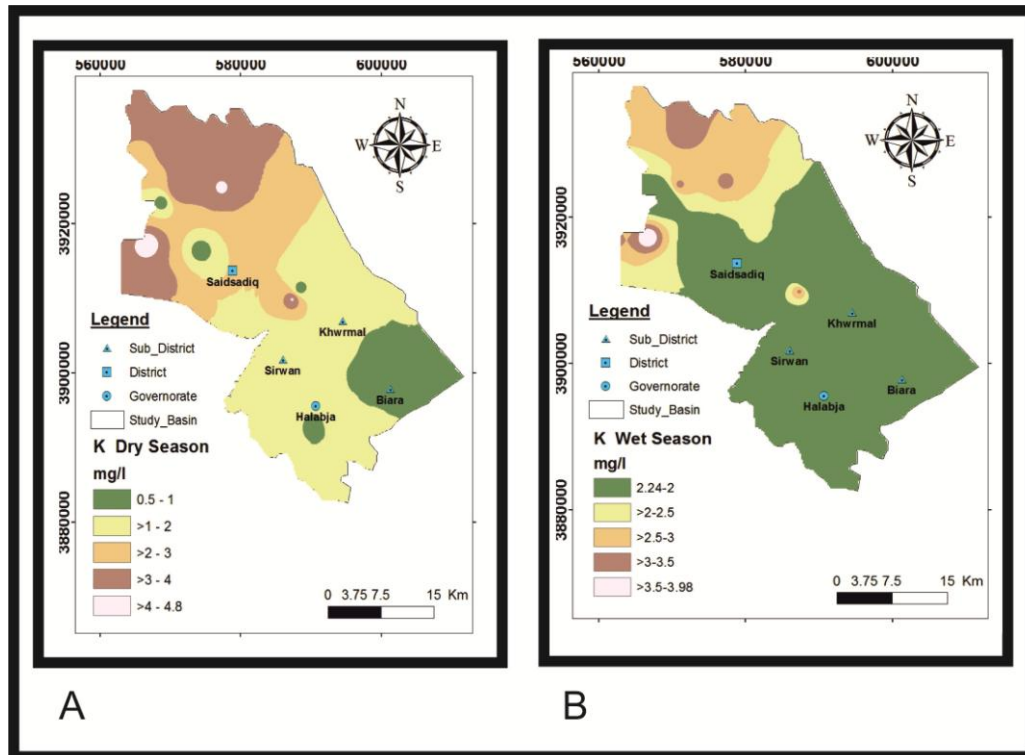 560000 580000 600000
N
W E
S
3920000
3900000
3880000
Saidsadiq
Khwrmal
Sirwan
Biara
Halabja
Legend
Sub_District
District
Governorate
Study_Basin
K Dry Season
mg/l
0.5 - 1
>1 - 2
>2 - 3
>3 - 4
>4 - 4.8
0 3.75 7.5 15 Km
A
560000 580000 600000
N
W E
S
3920000
3900000
3880000
Saidsadiq
Khwrmal
Sirwan
Biara
Halabja
Legend
Sub_District
District
Governorate
Study_Basin
K Wet Season
mg/l
2.24-2
>2-2.5
>2.5-3
>3-3.5
>3.5-3.98
0 3.75 7.5 15 Km
B